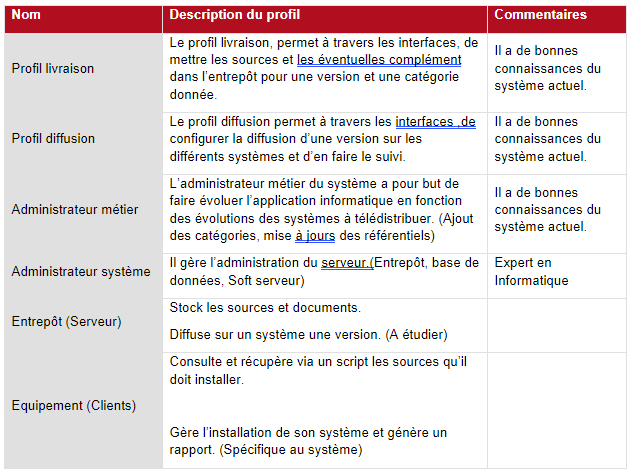 Nom
Description du profil
Commentaires
Profil livraison
Le profil livraison, permet à travers les interfaces, de
mettre les sources et les éventuelles complément
dans l’entrepôt pour une version et une catégorie
donnée.
Il a de bonnes
connaissances du
système actuel.
Profil diffusion
Le profil diffusion permet à travers les interfaces ,de
configurer la diffusion d’une version sur les
différents systèmes et d’en faire le suivi.
Il a de bonnes
connaissances du
système actuel.
Administrateur métier
L’administrateur métier du système a pour but de
faire évoluer l’application informatique en fonction
des évolutions des systèmes à télédistribuer. (Ajout
des catégories, mise à jours des référentiels)
Il a de bonnes
connaissances du
système actuel.
Administrateur système
Il gère l’administration du serveur.(Entrepôt, base de
données, Soft serveur)
Expert en
Informatique
Entrepôt (Serveur)
Stock les sources et documents.
Diffuse sur un système une version. (A étudier)
Equipement (Clients)
Consulte et récupère via un script les sources qu’il
doit installer.
Gère l’installation de son système et génère un
rapport. (Spécifique au système)